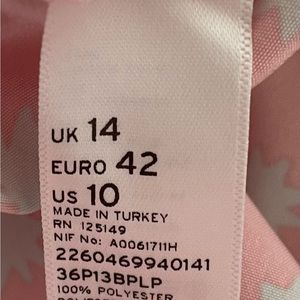 UK 14
EURO 42
US 10
MADE IN TURKEY
RN 125149
NIF No: A0061711H
2260469940141
36P13BPLP
100% POLYESTER